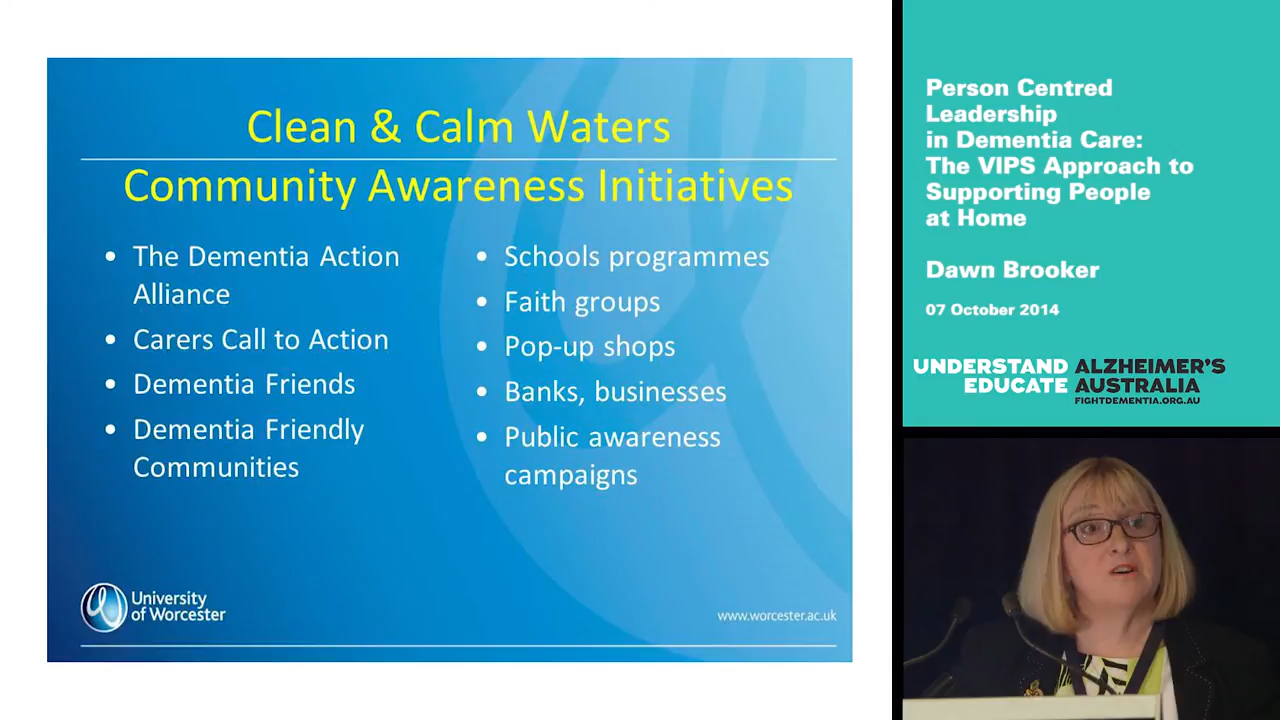 Clean & Calm Waters
Community Awareness Initiatives
• The Dementia Action
Alliance
• Carers Call to Action
• Dementia Friends
• Dementia Friendly
Communities
• Schools programmes
• Faith groups
• Pop-up shops
• Banks, businesses
• Public awareness
campaigns
University
of Worcester
www.worcester.ac.uk
Person Centred
Leadership
in Dementia Care:
The VIPS Approach to
Supporting People
at Home
Dawn Brooker
07 October 2014
UNDERSTAND
EDUCATE
ALZHEIMER'S
AUSTRALIA
FIGHTDEMENTIA.ORG.AU